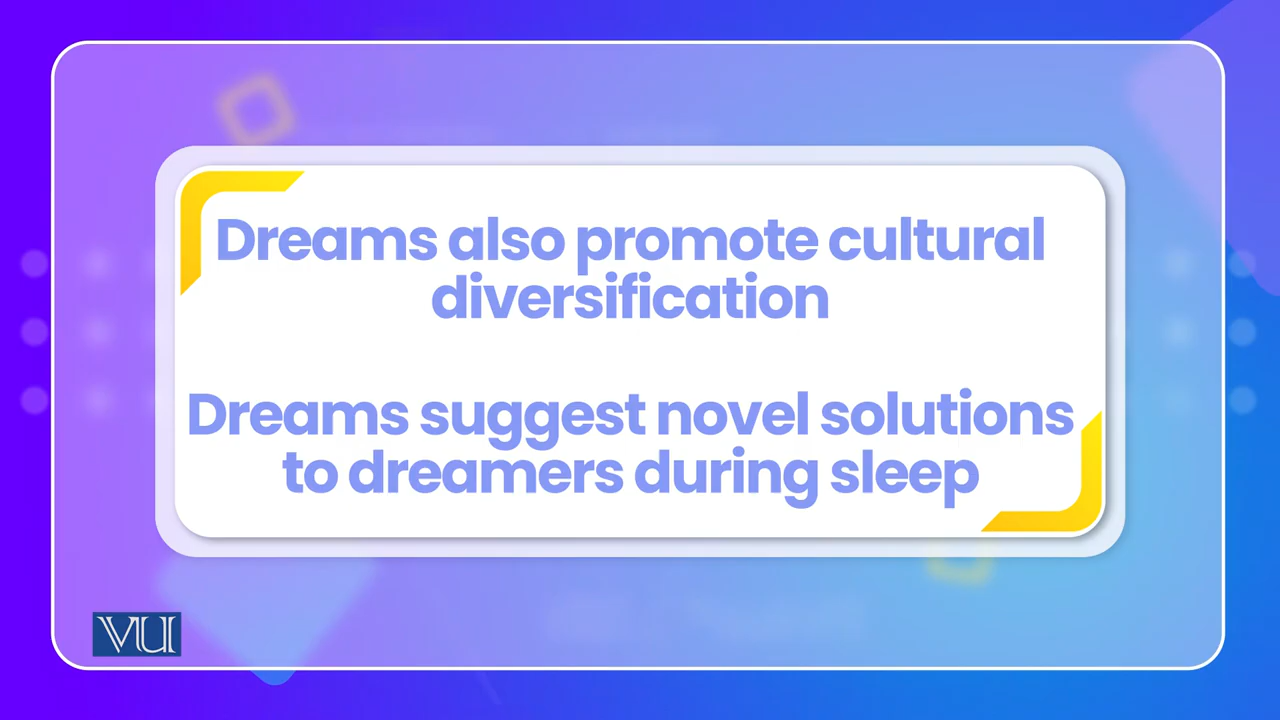 Dreams also promote cultural
diversification
Dreams suggest novel solutions
to dreamers during sleep
VU